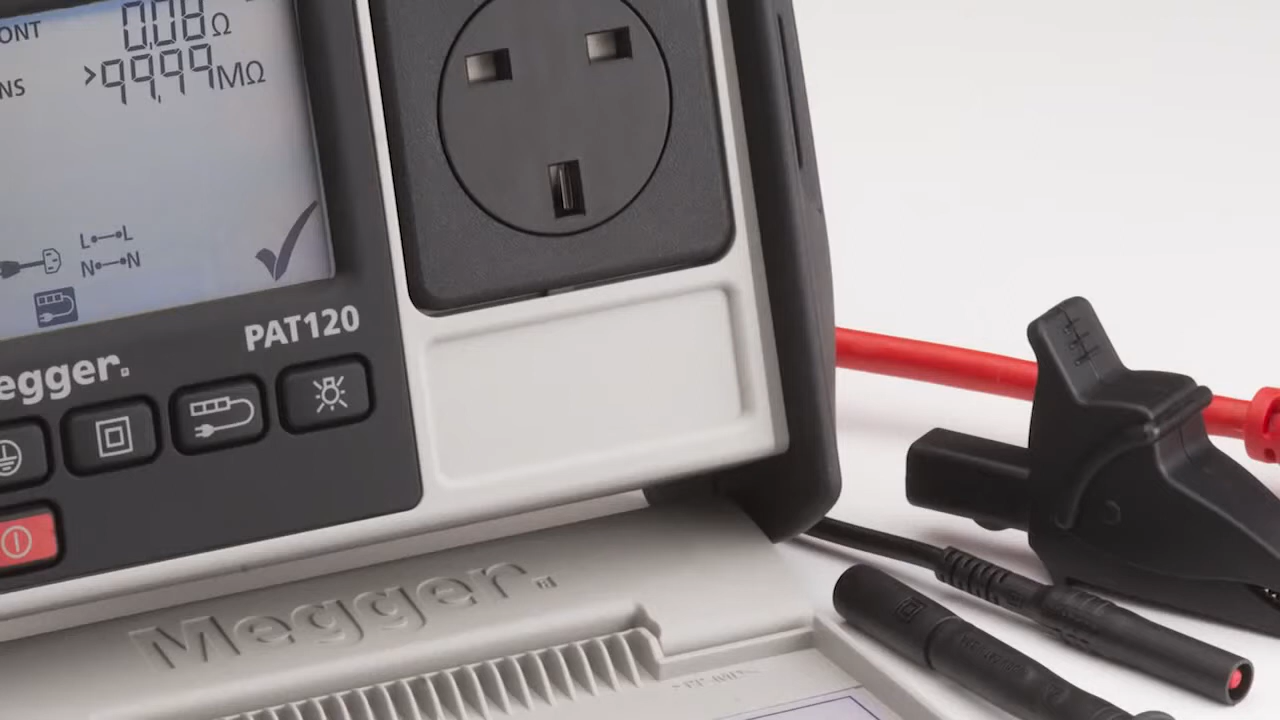 ONT 0.08Ω
NS >99.99MΩ
L L
N N
PAT120
egger.
Megger.